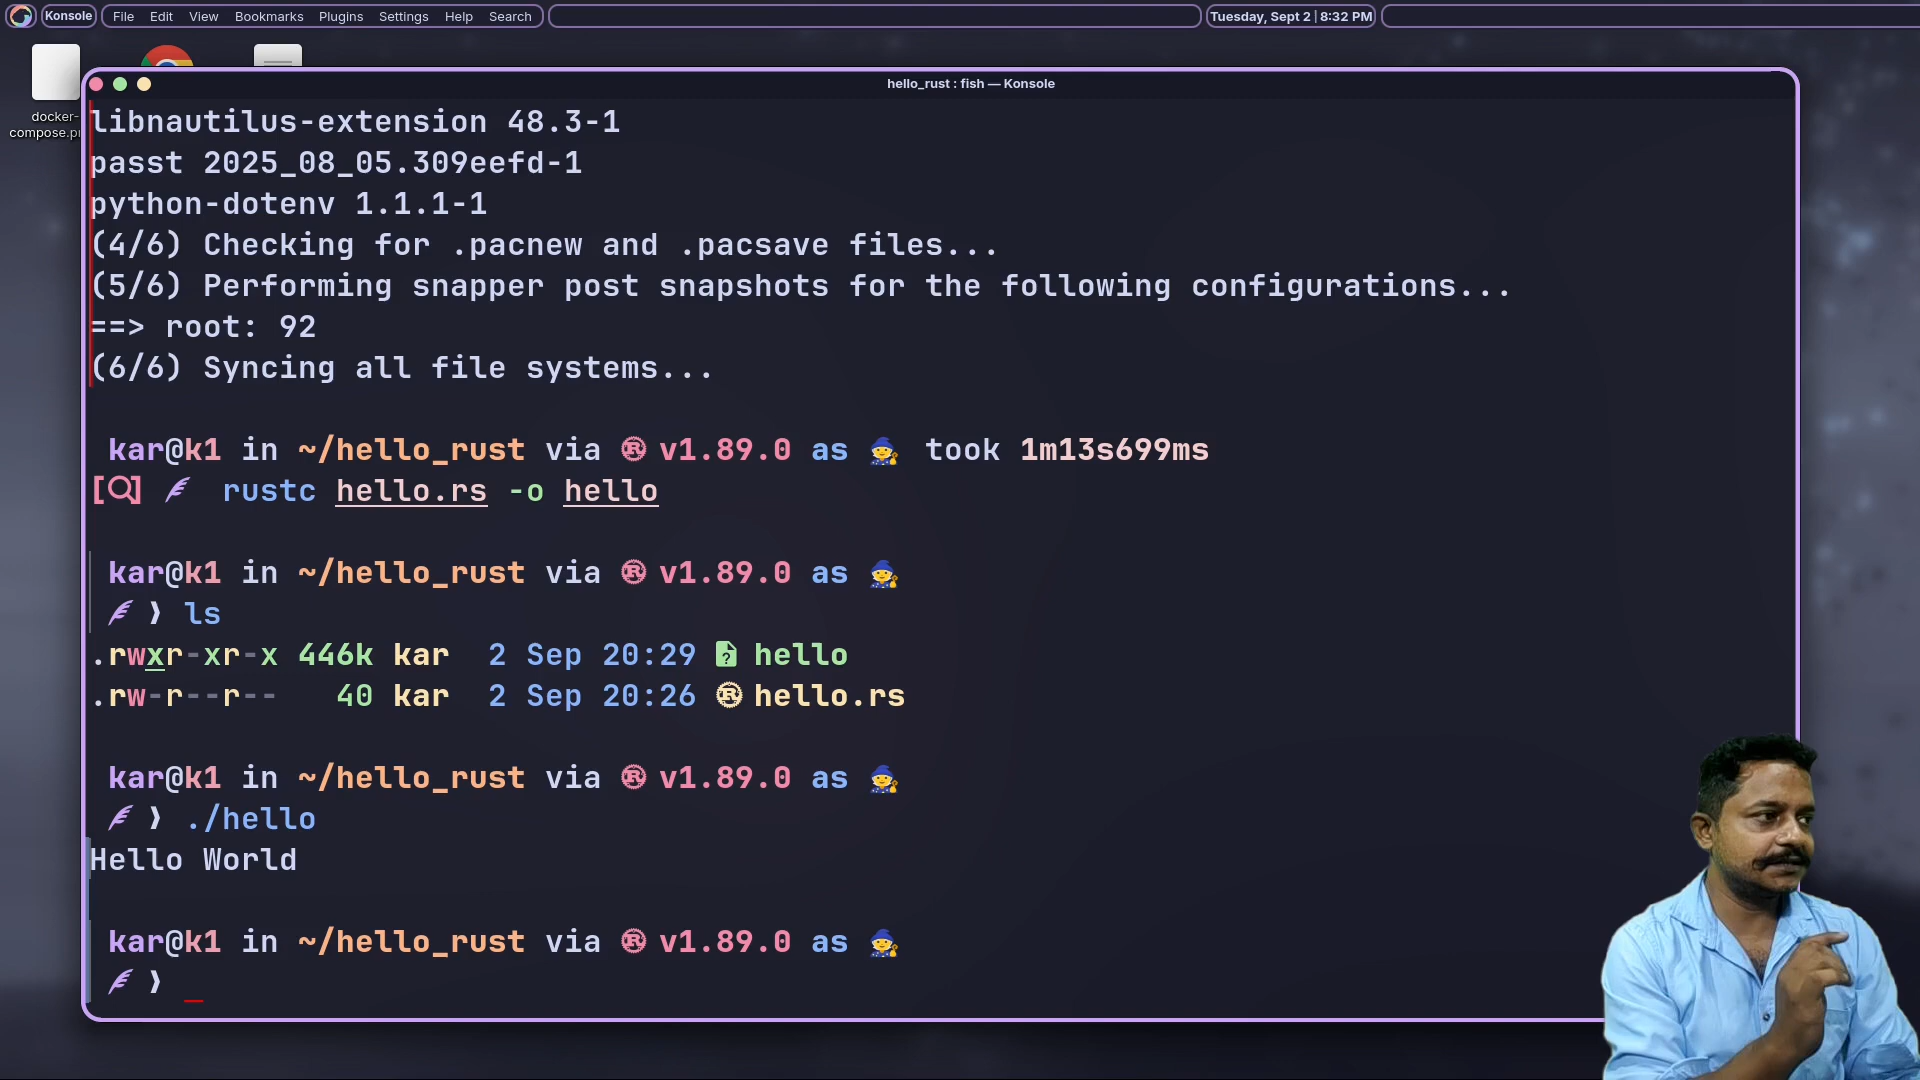 Konsole File Edit View Bookmarks Plugins Settings Help Search Tuesday, Sept 2 | 8:32 PM
docker-
hello_rust : fish — Konsole
libnautilus-extension 48.3-1
passt 2025_08_05.309eefd-1
python-dotenv 1.1.1-1
(4/6) Checking for .pacnew and .pacsave files...
(5/6) Performing snapper post snapshots for the following configurations...
==> root: 92
(6/6) Syncing all file systems...
kar@k1 in ~/hello_rust via v1.89.0 as 🧙 took 1m13s699ms
[🔍] rustc hello.rs -o hello
kar@k1 in ~/hello_rust via v1.89.0 as 🧙
❱ ls
.rwxr-xr-x 446k kar 2 Sep 20:29 hello
.rw-r--r-- 40 kar 2 Sep 20:26 hello.rs
kar@k1 in ~/hello_rust via v1.89.0 as 🧙
❱ ./hello
Hello World
kar@k1 in ~/hello_rust via v1.89.0 as 🧙
❱ _